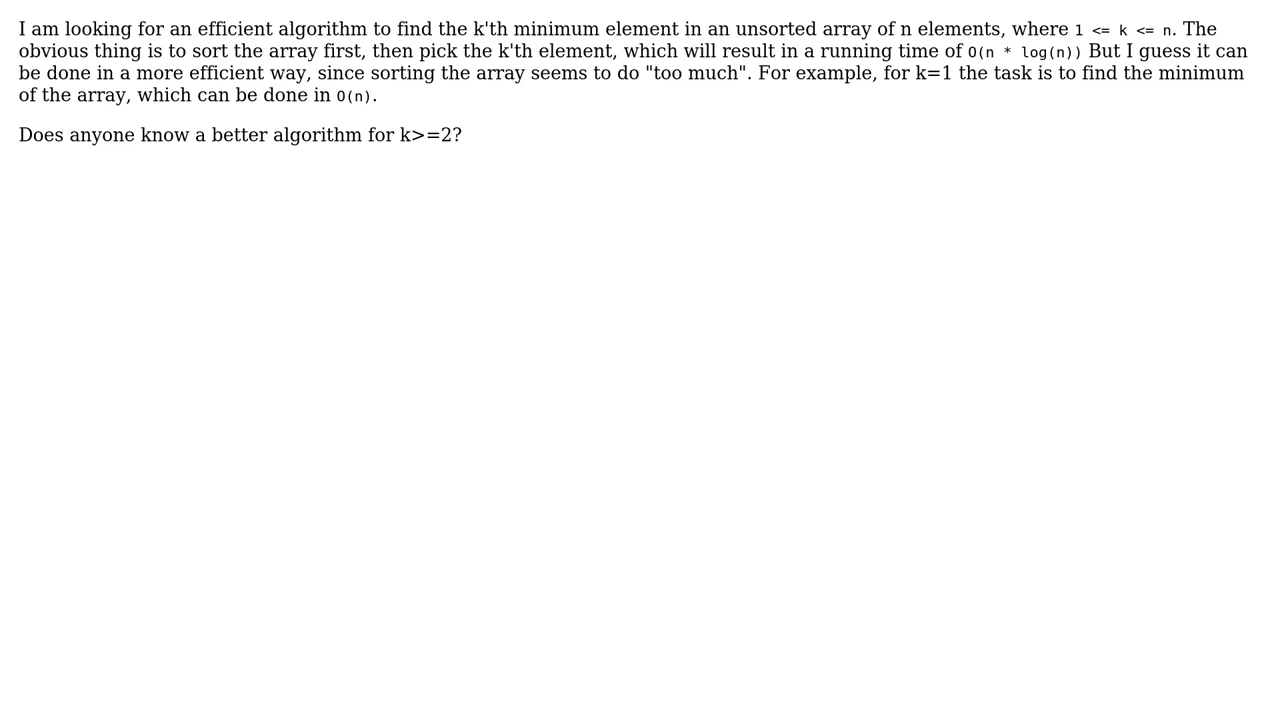 I am looking for an efficient algorithm to find the k'th minimum element in an unsorted array of n elements, where 1 <= k <= n. The
obvious thing is to sort the array first, then pick the k'th element, which will result in a running time of O(n * log(n)) But I guess it can
be done in a more efficient way, since sorting the array seems to do "too much". For example, for k=1 the task is to find the minimum
of the array, which can be done in O(n).
Does anyone know a better algorithm for k>=2?